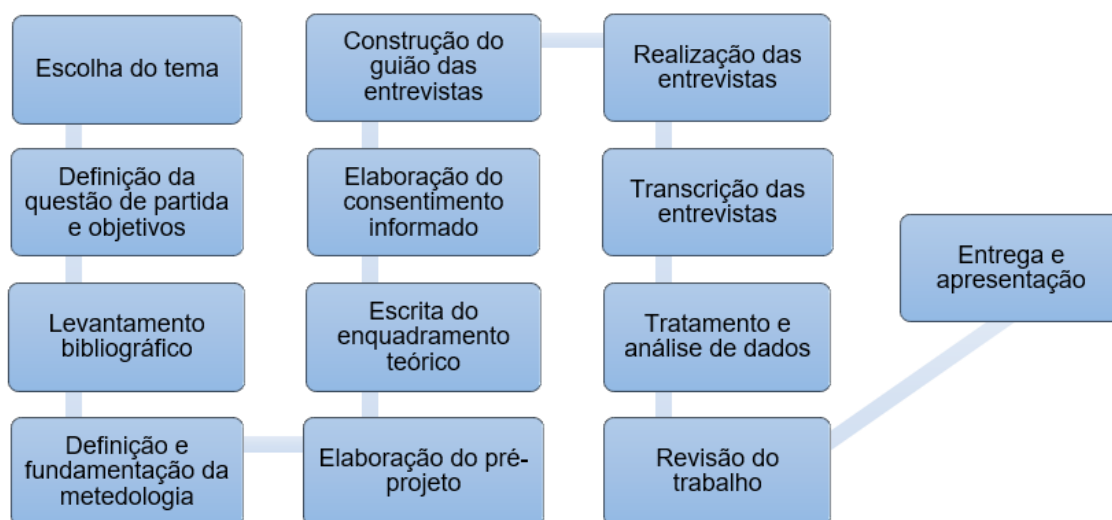 Escolha do tema
Definição da
questão de partida
e objetivos
Levantamento
bibliográfico
Definição e
fundamentação da
metedologia
Elaboração do pré-
projeto
Escrita do
enquadramento
teórico
Elaboração do
consentimento
informado
Construção do
guião das
entrevistas
Realização das
entrevistas
Transcrição das
entrevistas
Tratamento e
análise de dados
Revisão do
trabalho
Entrega e
apresentação